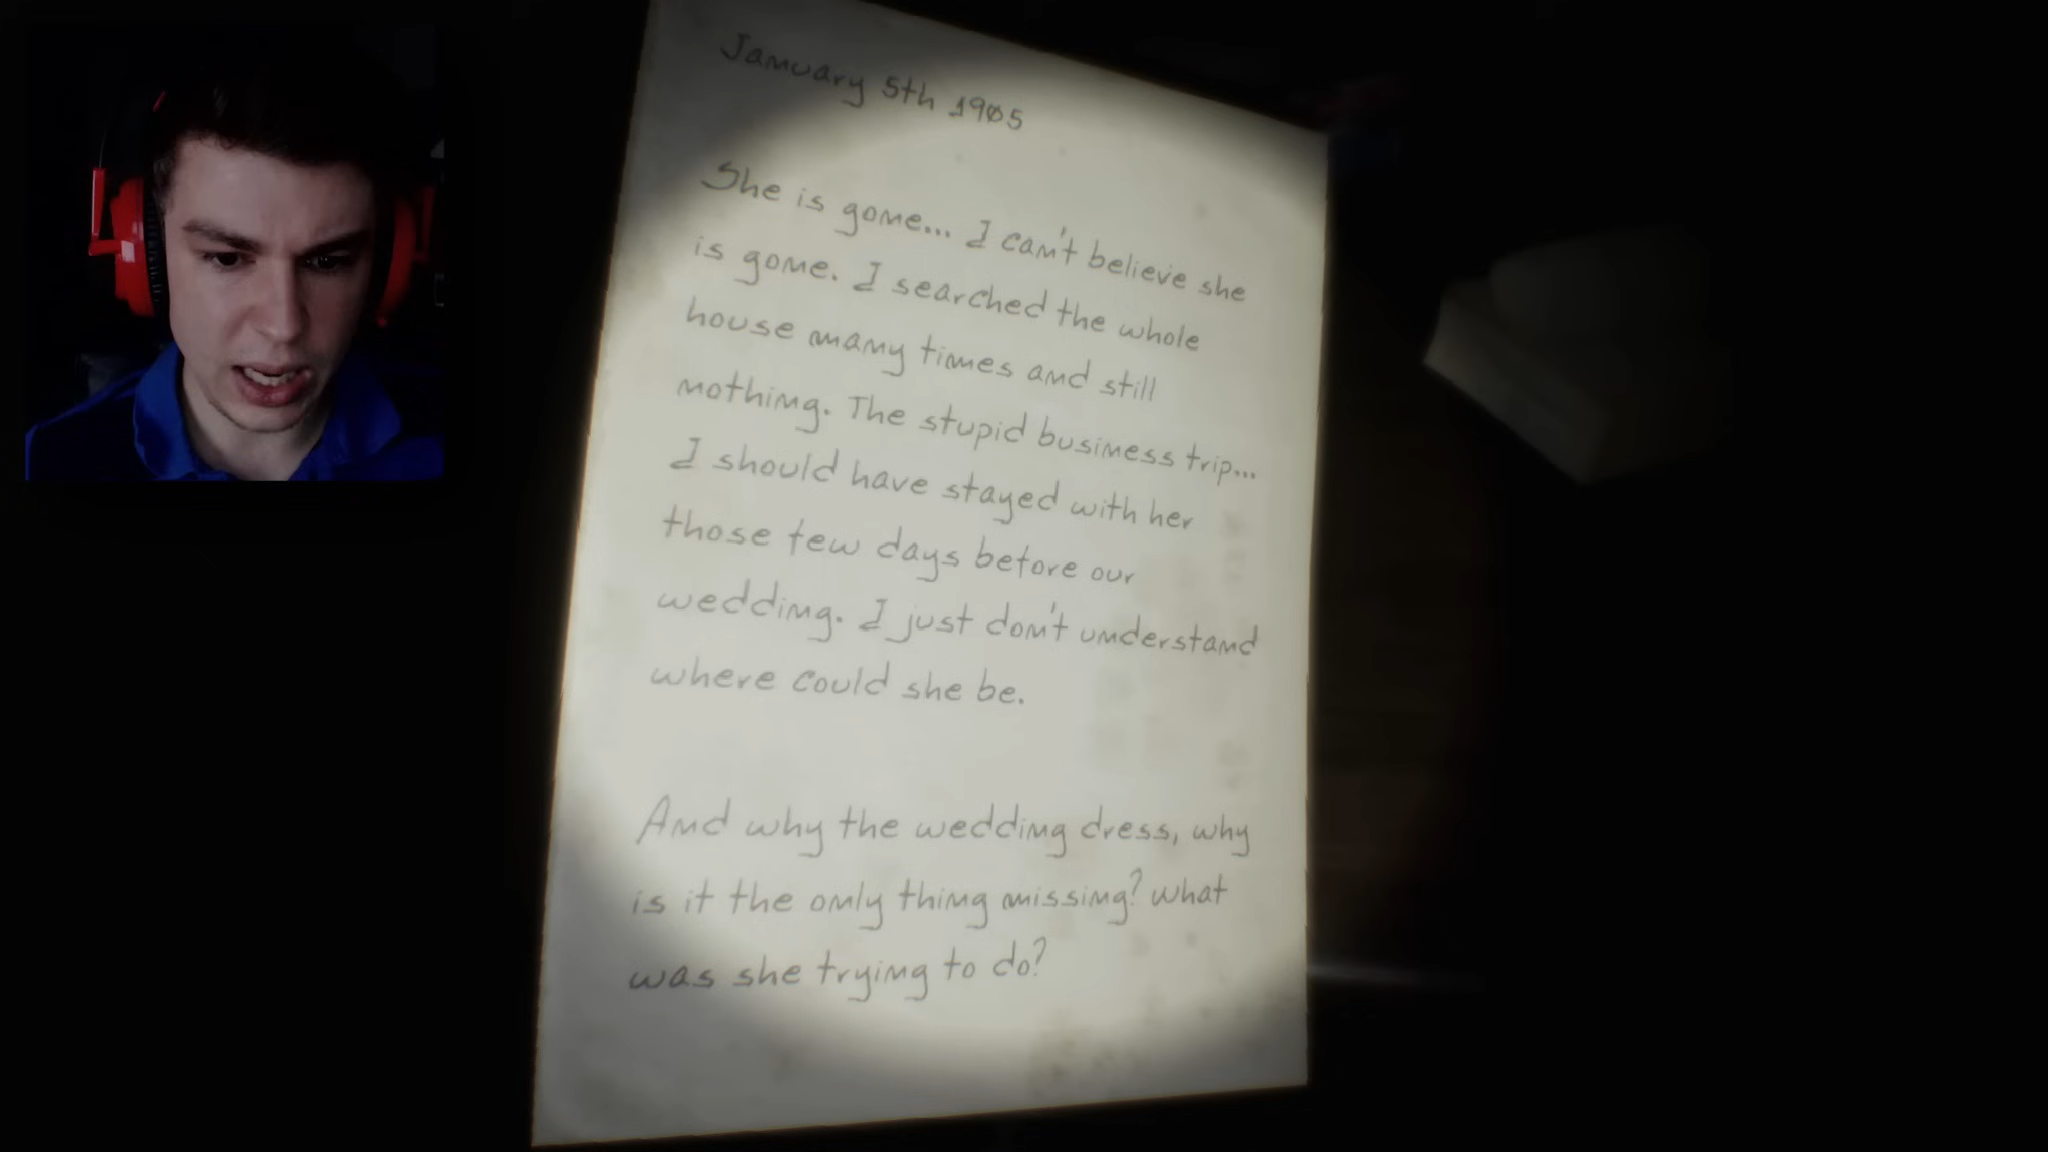 January 5th 1905
She is gone... I can't believe she
is gone. I searched the whole
house many times and still
nothing. The stupid business trip...
I should have stayed with her
those few days before our
wedding. I just don't understand
where could she be.
And why the wedding dress, why
is it the only thing missing? What
was she trying to do?